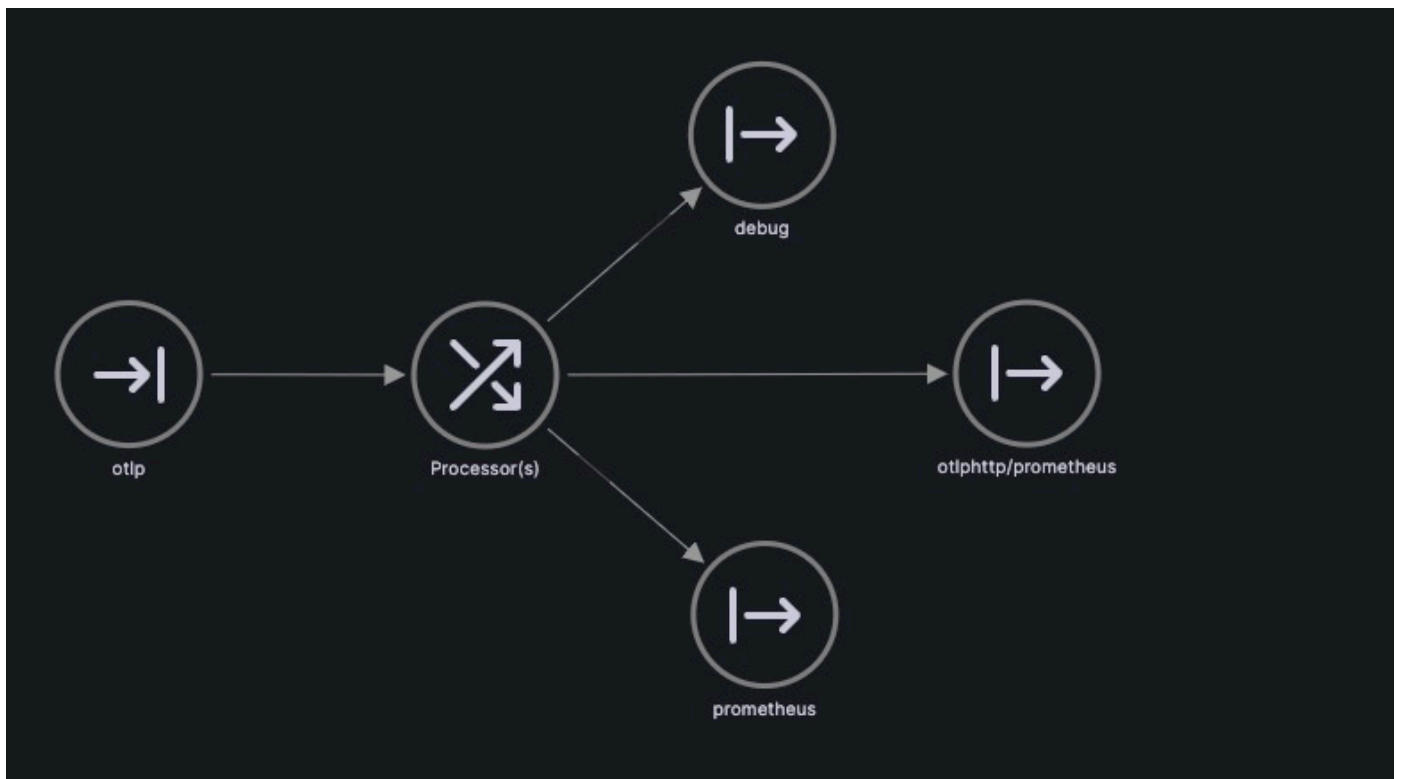 debug
otlp
Processor(s)
otlphttp/prometheus
prometheus